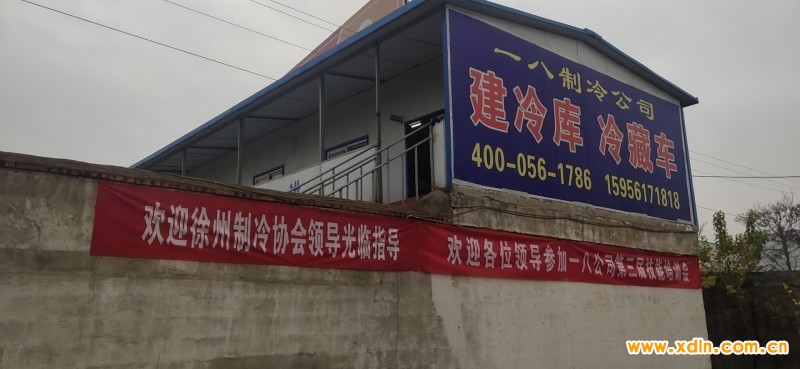 一八制冷公司
建冷库 冷藏车
400-056-1786 15956171818
欢迎徐州制冷协会领导光临指导
欢迎各位领导参加一八公司第三届技能培训会
www.xdln.com.cn